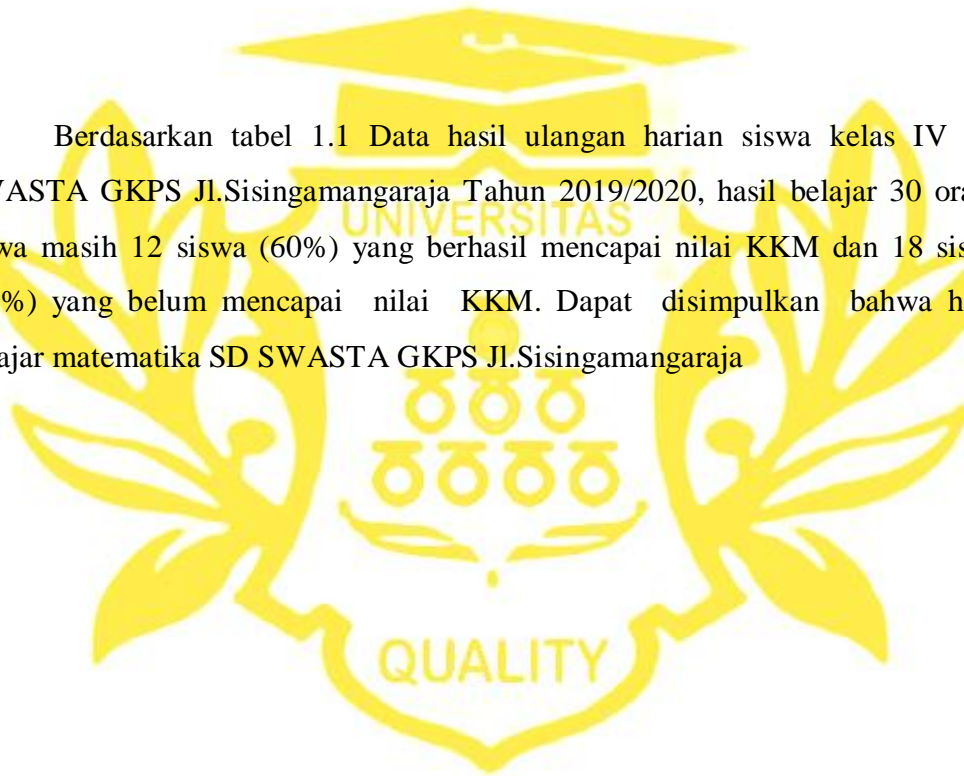 Berdasarkan tabel 1.1 Data hasil ulangan harian siswa kelas IV
WASTA GKPS Jl.Sisingamangaraja Tahun 2019/2020, hasil belajar 30 ora
wa masih 12 siswa (60%) yang berhasil mencapai nilai KKM dan 18 sis
%) yang belum mencapai nilai KKM. Dapat disimpulkan bahwa h
ajar matematika SD SWASTA GKPS Jl.Sisingamangaraja
UNIVERSITAS
QUALITY